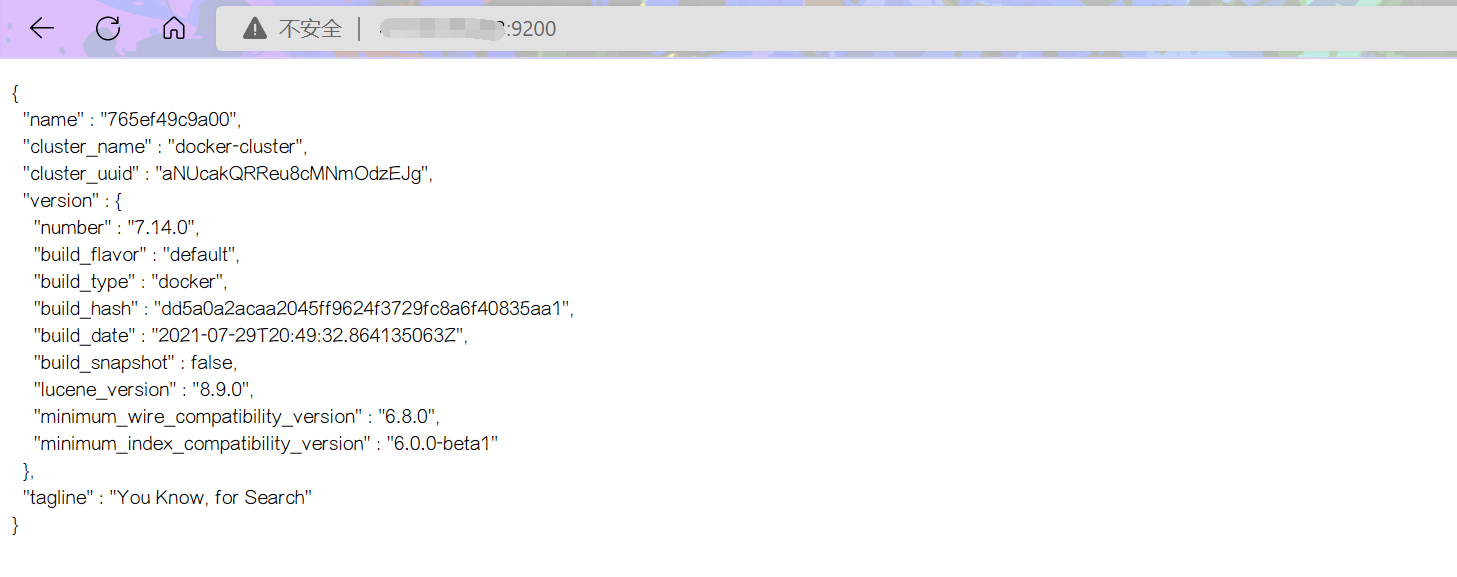 不安全 | :9200
{
"name" : "765ef49c9a00",
"cluster_name" : "docker-cluster",
"cluster_uuid" : "aNUcakQRReu8cMNmOdzEJg",
"version" : {
"number" : "7.14.0",
"build_flavor" : "default",
"build_type" : "docker",
"build_hash" : "dd5a0a2acaa2045ff9624f3729fc8a6f40835aa1",
"build_date" : "2021-07-29T20:49:32.864135063Z",
"build_snapshot" : false,
"lucene_version" : "8.9.0",
"minimum_wire_compatibility_version" : "6.8.0",
"minimum_index_compatibility_version" : "6.0.0-beta1"
},
"tagline" : "You Know, for Search"
}